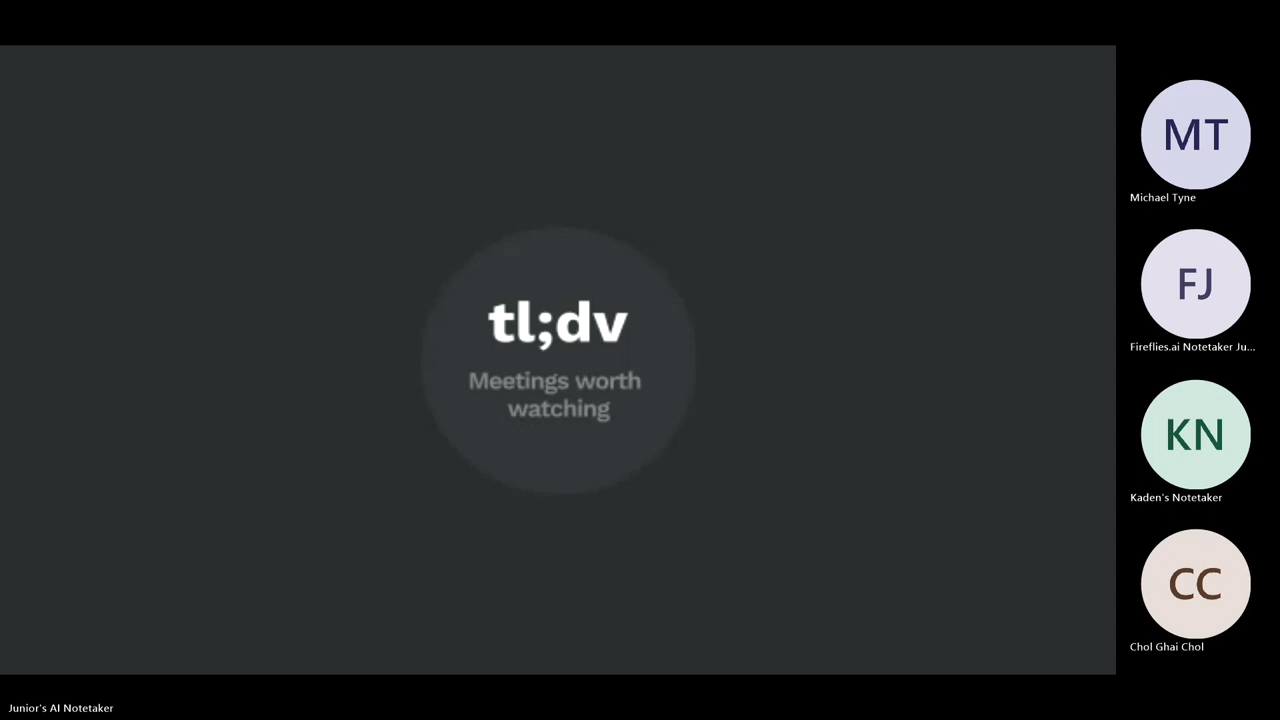 tl;dv
Meetings worth
watching
MT
Michael Tyne
FJ
Fireflies.ai Notetaker Ju...
KN
Kaden's Notetaker
CC
Chol Ghai Chol
Junior's AI Notetaker